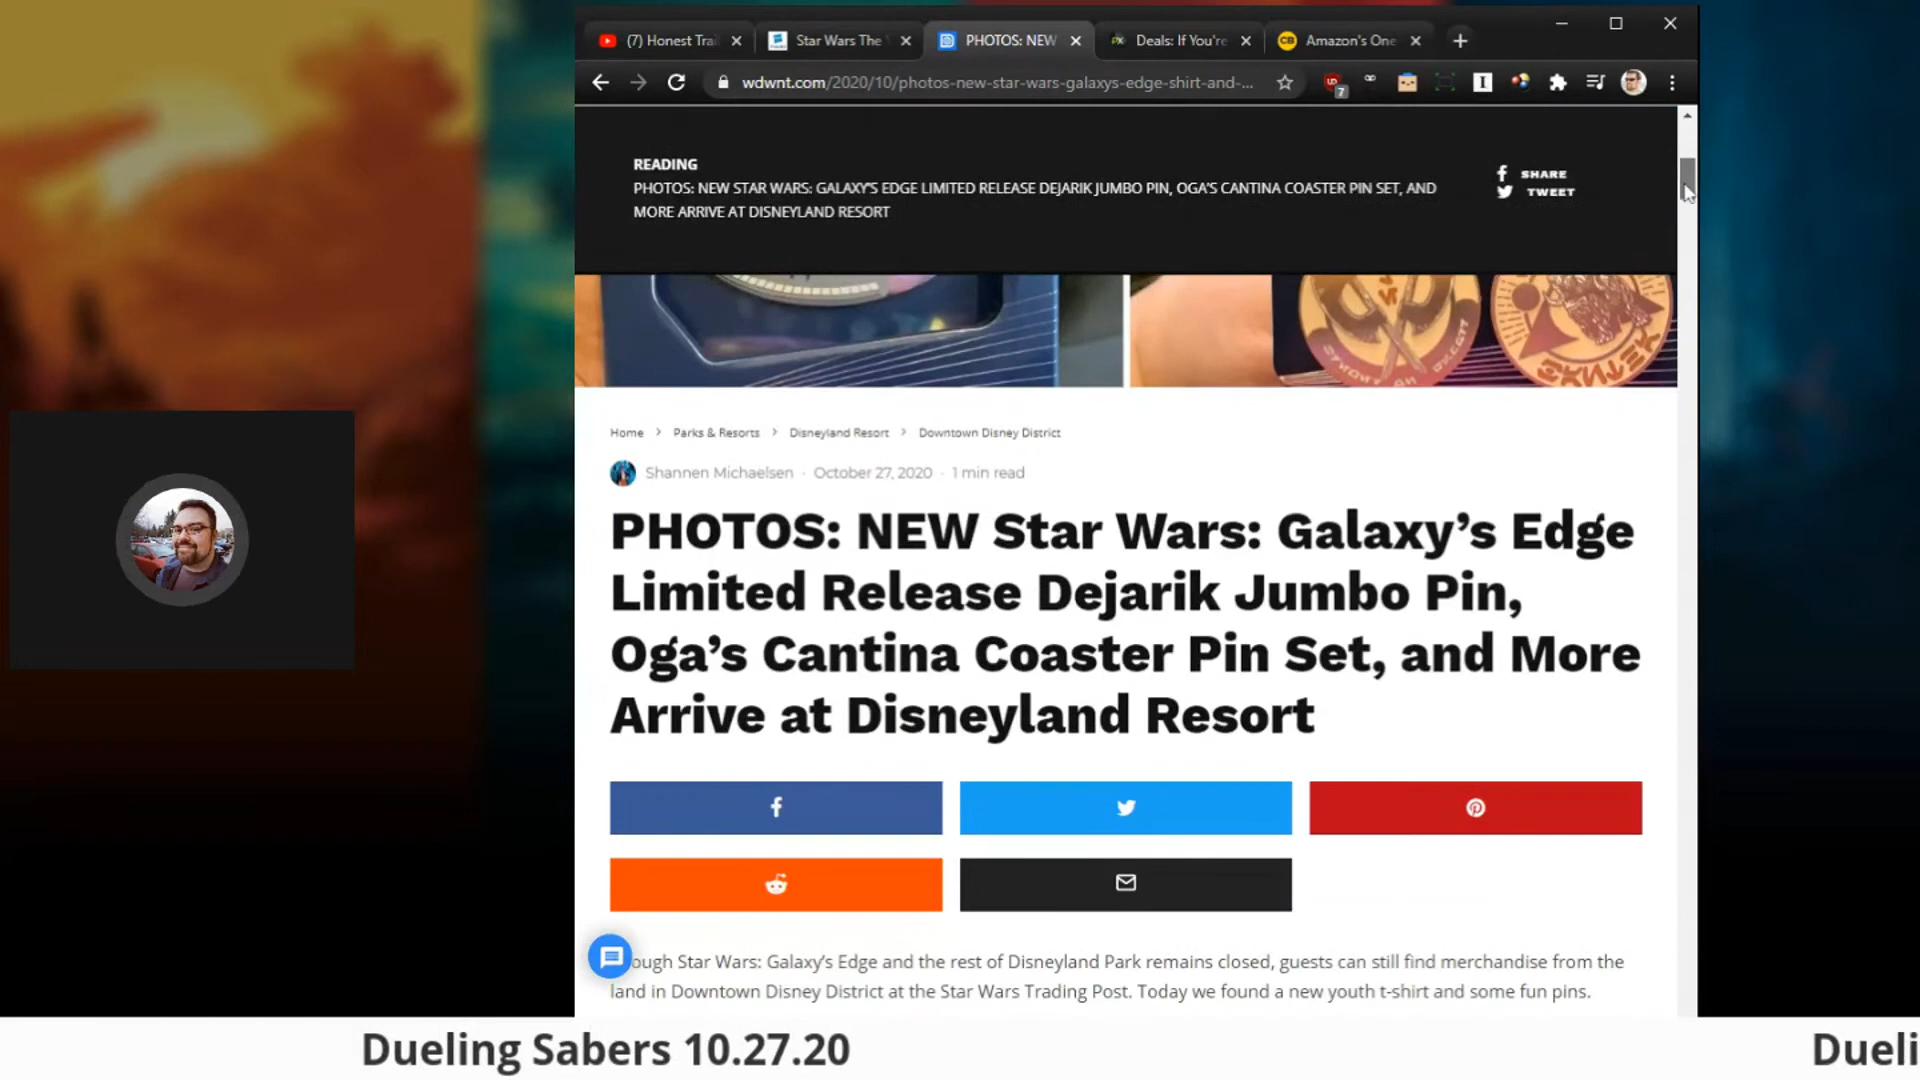 (7) Honest Trai
Star Wars The
PHOTOS: NEW
Deals: If You're
Amazon's One
wdwnt.com/2020/10/photos-new-star-wars-galaxys-edge-shirt-and-...
7
READING
PHOTOS: NEW STAR WARS: GALAXY'S EDGE LIMITED RELEASE DEJARIK JUMBO PIN, OGA'S CANTINA COASTER PIN SET, AND
MORE ARRIVE AT DISNEYLAND RESORT
SHARE
TWEET
Home > Parks & Resorts > Disneyland Resort > Downtown Disney District
Shannen Michaelsen · October 27, 2020 · 1 min read
PHOTOS: NEW Star Wars: Galaxy's Edge
Limited Release Dejarik Jumbo Pin,
Oga's Cantina Coaster Pin Set, and More
Arrive at Disneyland Resort
ough Star Wars: Galaxy's Edge and the rest of Disneyland Park remains closed, guests can still find merchandise from the
land in Downtown Disney District at the Star Wars Trading Post. Today we found a new youth t-shirt and some fun pins.
Dueling Sabers 10.27.20
Dueli